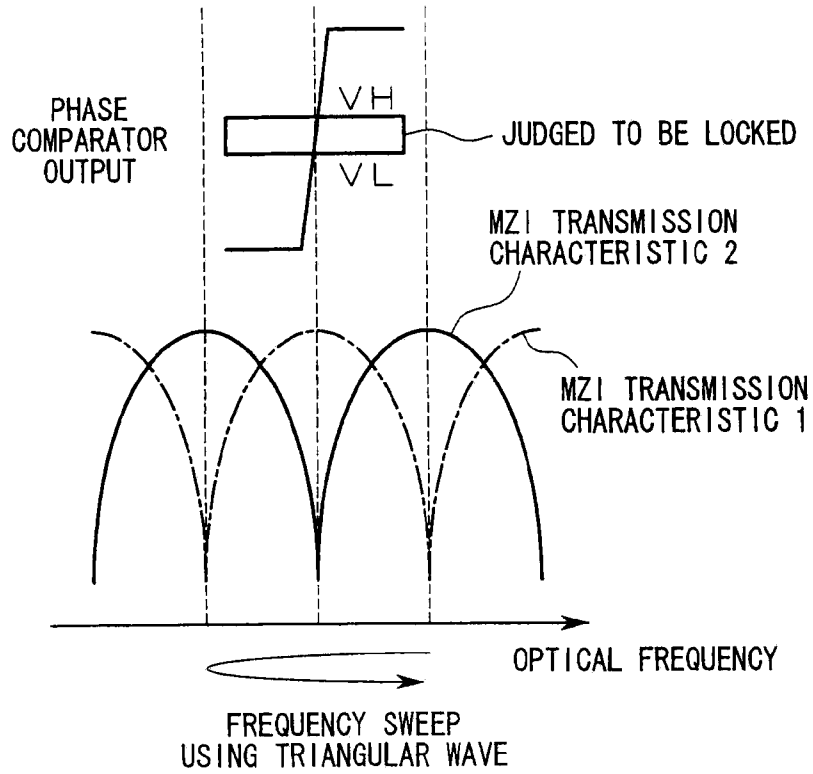 PHASE
COMPARATOR
OUTPUT
VH
VL
JUDGED TO BE LOCKED
MZI TRANSMISSION
CHARACTERISTIC 2
MZI TRANSMISSION
CHARACTERISTIC 1
OPTICAL FREQUENCY
FREQUENCY SWEEP
USING TRIANGULAR WAVE